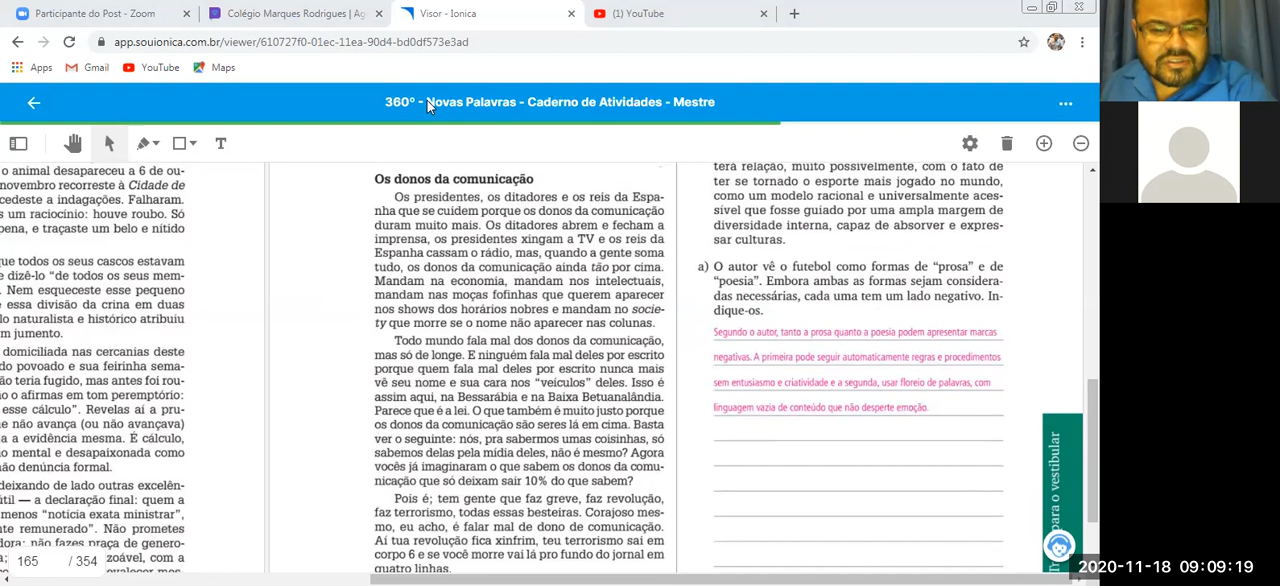 Participante do Post - Zoom
Colégio Marques Rodrigues | Ag
Visor - Ionica
(1) YouTube
app.souionica.com.br/viewer/610727f0-01ec-11ea-90d4-bd0df573e3ad
Apps
Gmail
YouTube
Maps
360º - Novas Palavras - Caderno de Atividades - Mestre
T
o animal desapareceu a 6 de ou-
novembro recorreste à Cidade de
cedeste a indagações. Falharam.
s um raciocínio: houve roubo. Só
pena, e traçaste um belo e nítido
que todos os seus cascos estavam
e dizê-lo “de todos os seus mem-
. Nem esqueceste esse pequeno
essa divisão da crina em duas
lo naturalista e histórico atribuiu
m jumento.
domiciliada nas cercanias deste
do povoado e sua feirinha sema-
o teria fugido, mas antes foi rou-
o o afirmas em tom peremptório:
esse cálculo”. Revelas aí a pru-
ue não avança (ou não avançava)
a a evidência mesma. É cálculo,
o mental e desapaixonada como
não denúncia formal.
deixando de lado outras excelên-
útil — a declaração final: quem a
menos “notícia exata ministrar”,
nte remunerado”. Não prometes
dora; não fazes praça de genero-
zoável, com a
165 / 354
Os donos da comunicação
Os presidentes, os ditadores e os reis da Espa-
nha que se cuidem porque os donos da comunicação
duram muito mais. Os ditadores abrem e fecham a
imprensa, os presidentes xingam a TV e os reis da
Espanha cassam o rádio, mas, quando a gente soma
tudo, os donos da comunicação ainda tão por cima.
Mandam na economia, mandam nos intelectuais,
mandam nas moças fofinhas que querem aparecer
nos shows dos horários nobres e mandam no socie-
ty que morre se o nome não aparecer nas colunas.
Todo mundo fala mal dos donos da comunicação,
mas só de longe. E ninguém fala mal deles por escrito
porque quem fala mal deles por escrito nunca mais
vê seu nome e sua cara nos “veículos” deles. Isso é
assim aqui, na Bessarábia e na Baixa Betuanalândia.
Parece que é a lei. O que também é muito justo porque
os donos da comunicação são seres lá em cima. Basta
ver o seguinte: nós, pra sabermos umas coisinhas, só
sabemos delas pela mídia deles, não é mesmo? Agora
vocês já imaginaram o que sabem os donos da comu-
nicação que só deixam sair 10% do que sabem?
Pois é; tem gente que faz greve, faz revolução,
faz terrorismo, todas essas besteiras. Corajoso mes-
mo, eu acho, é falar mal de dono de comunicação.
Aí tua revolução fica xinfrim, teu terrorismo sai em
corpo 6 e se você morre vai lá pro fundo do jornal em
quatro linhas.
terá relação, muito possivelmente, com o fato de
ter se tornado o esporte mais jogado no mundo,
como um modelo racional e universalmente aces-
sível que fosse guiado por uma ampla margem de
diversidade interna, capaz de absorver e expres-
sar culturas.
a) O autor vê o futebol como formas de “prosa” e de
“poesia”. Embora ambas as formas sejam considera-
das necessárias, cada uma tem um lado negativo. In-
dique-os.
Segundo o autor, tanto a prosa quanto a poesia podem apresentar marcas
negativas. A primeira pode seguir automaticamente regras e procedimentos
sem entusiasmo e criatividade e a segunda, usar floreio de palavras, com
linguagem vazia de conteúdo que não desperte emoção.
para o vestibular
2020-11-18 09:09:19